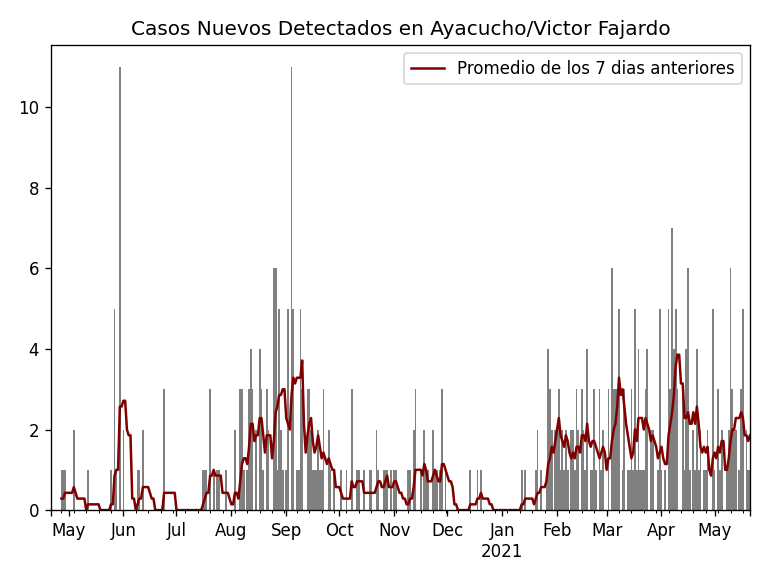 Casos Nuevos Detectados en Ayacucho/Victor Fajardo
Promedio de los 7 dias anteriores
10
8
6
4
2
0
May Jun Jul Aug Sep Oct Nov Dec Jan Feb Mar Apr May
2021